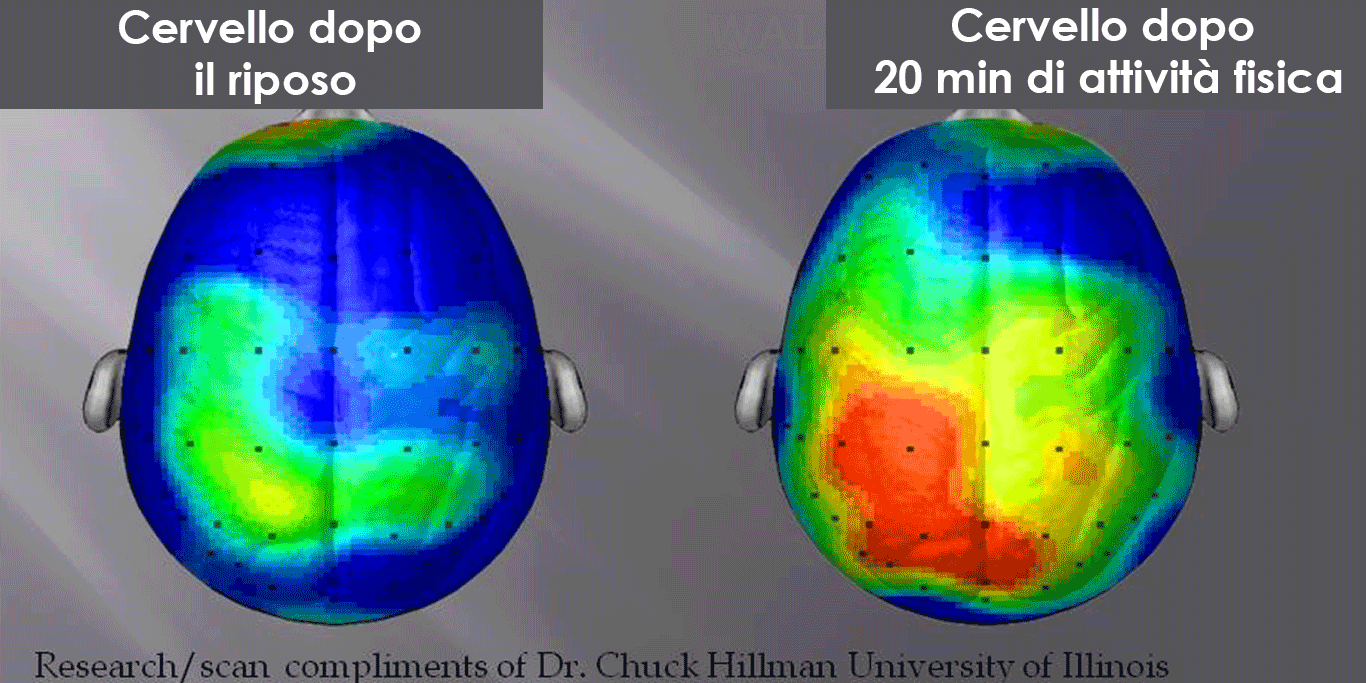 Cervello dopo
il riposo
Cervello dopo
20 min di attività fisica
Research/scan compliments of Dr. Chuck Hillman University of Illinois